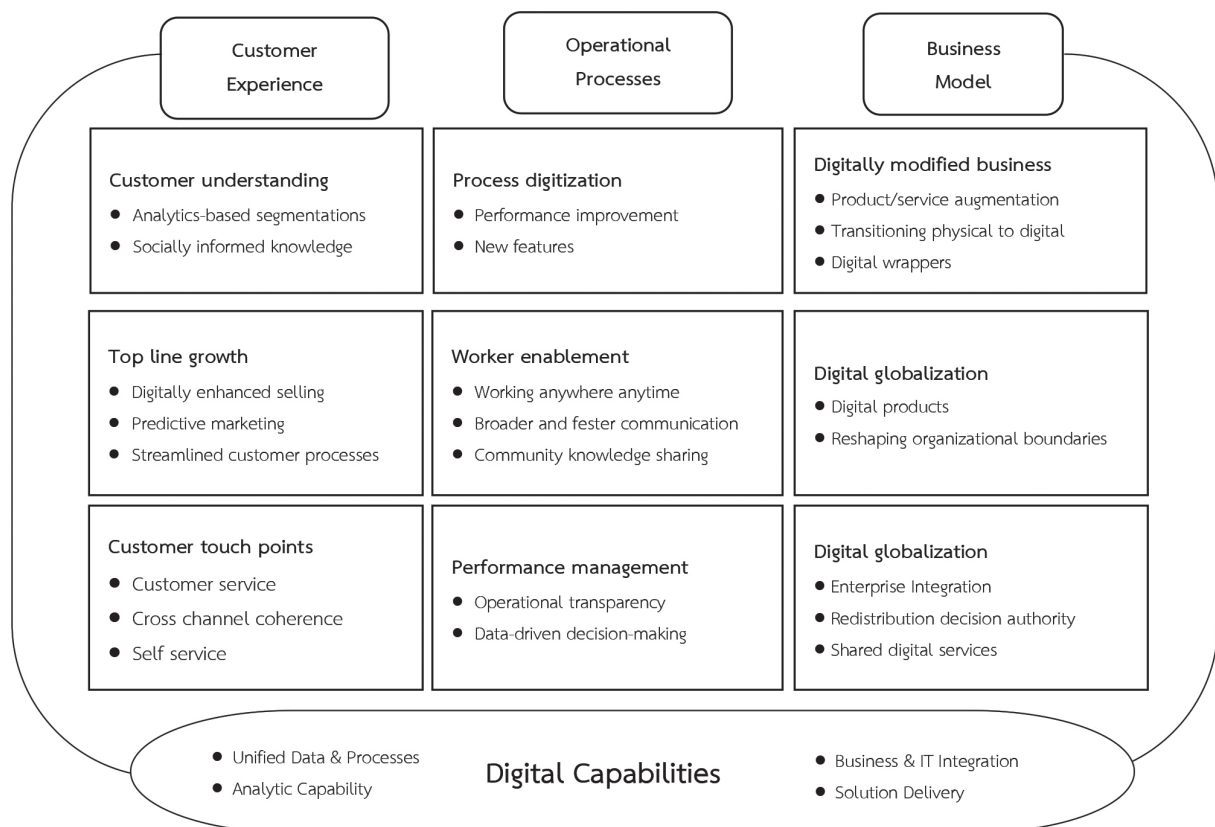 Customer
Experience
Operational
Processes
Business
Model
Customer understanding
● Analytics-based segmentations
● Socially informed knowledge
Process digitization
● Performance improvement
● New features
Digitally modified business
● Product/service augmentation
● Transitioning physical to digital
● Digital wrappers
Top line growth
● Digitally enhanced selling
● Predictive marketing
● Streamlined customer processes
Worker enablement
● Working anywhere anytime
● Broader and fester communication
● Community knowledge sharing
Digital globalization
● Digital products
● Reshaping organizational boundaries
Customer touch points
● Customer service
● Cross channel coherence
● Self service
Performance management
● Operational transparency
● Data-driven decision-making
Digital globalization
● Enterprise Integration
● Redistribution decision authority
● Shared digital services
● Unified Data & Processes
● Analytic Capability
Digital Capabilities
● Business & IT Integration
● Solution Delivery